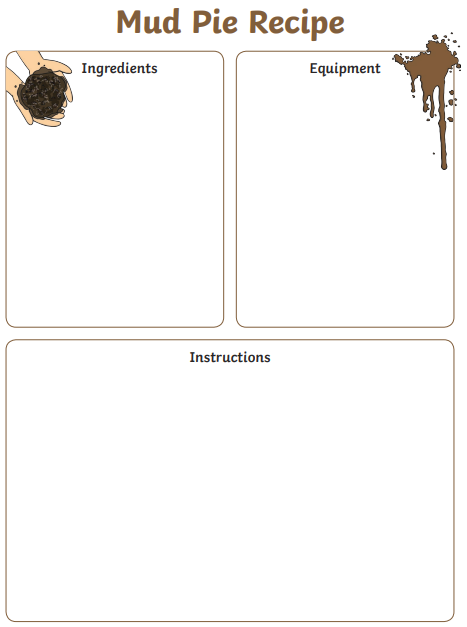 Mud Pie Recipe
Ingredients
Equipment
Instructions